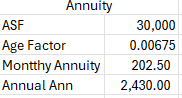 Annuity
ASF 30,000
Age Factor 0.00675
Montthy Annuity 202.50
Annual Ann 2,430.00